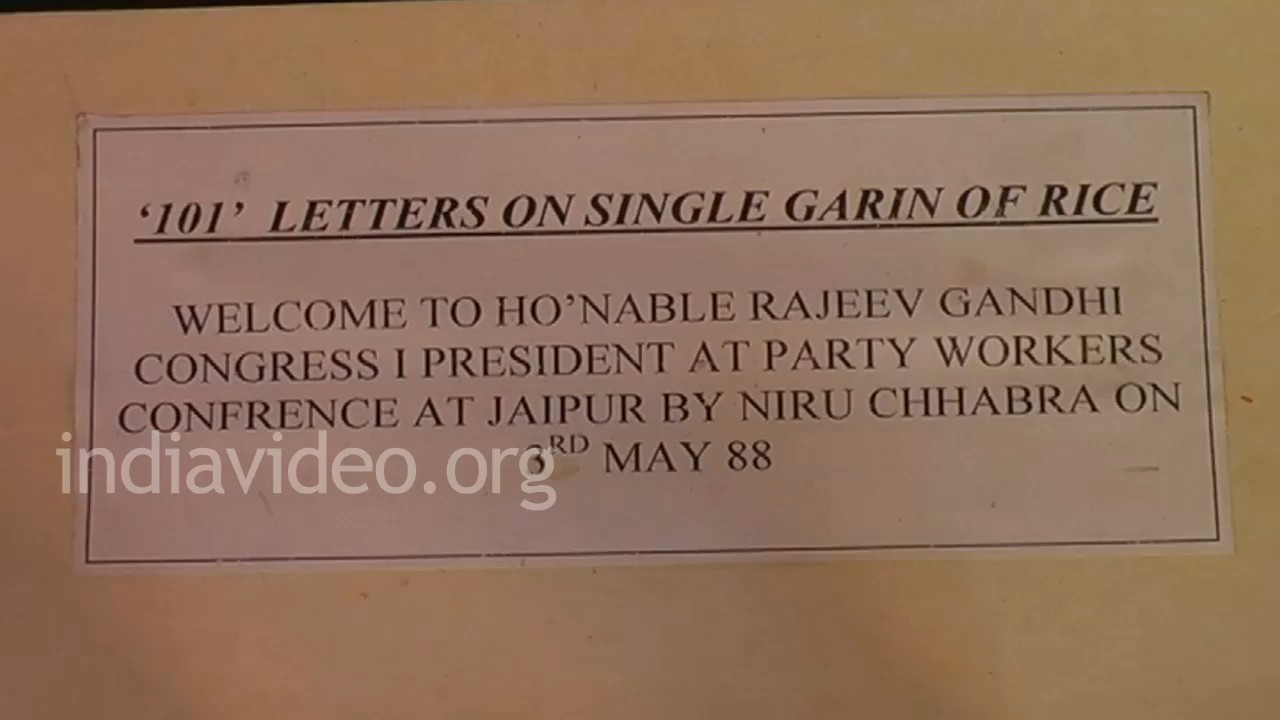 ‘101’ LETTERS ON SINGLE GARIN OF RICE
WELCOME TO HO’NABLE RAJEEV GANDHI
CONGRESS I PRESIDENT AT PARTY WORKERS
CONFRENCE AT JAIPUR BY NIRU CHHABRA ON
3RD MAY 88
indiavideo.org